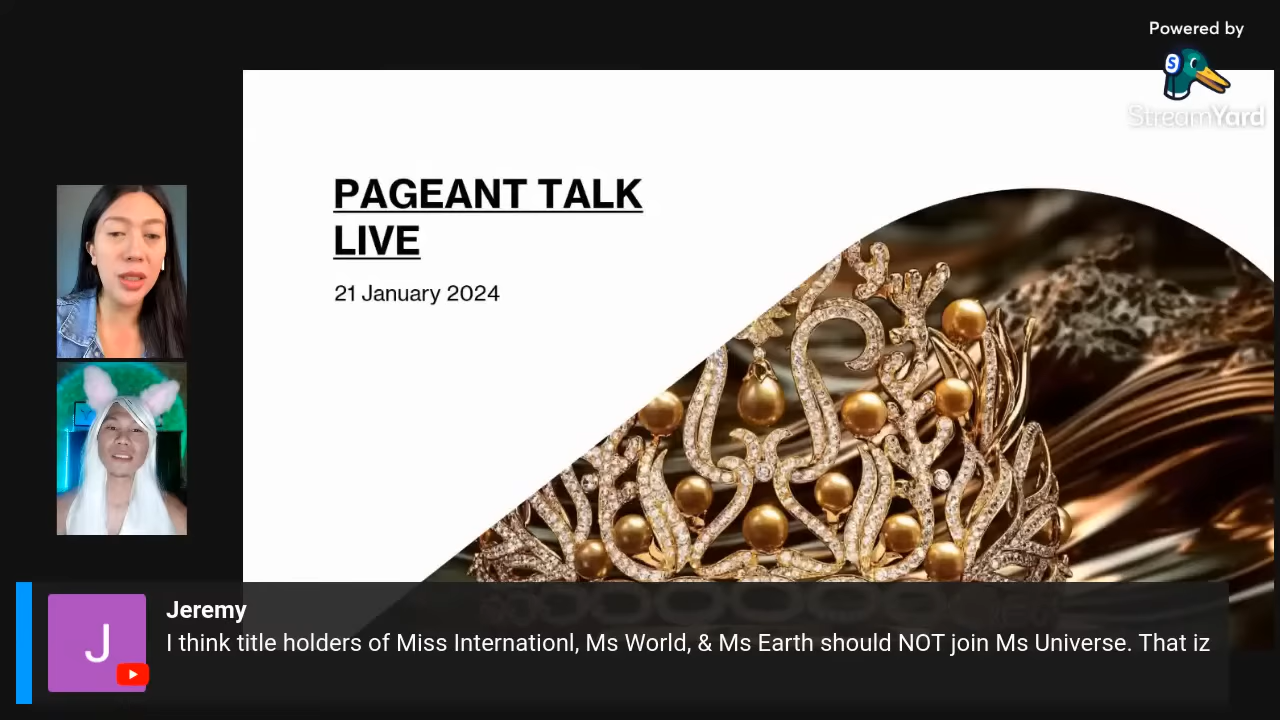 Powered by
StreamYard
PAGEANT TALK
LIVE
21 January 2024
Jeremy
I think title holders of Miss Internationl, Ms World, & Ms Earth should NOT join Ms Universe. That iz
J
S